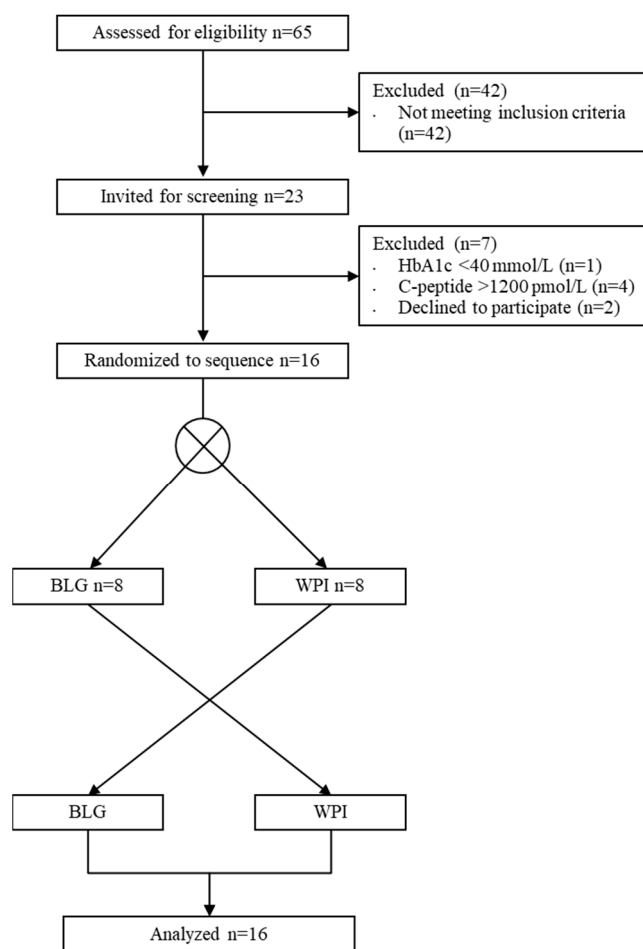 Assessed for eligibility n=65
Excluded (n=42)
· Not meeting inclusion criteria
(n=42)
Invited for screening n=23
Excluded (n=7)
· HbA1c <40 mmol/L (n=1)
· C-peptide >1200 pmol/L (n=4)
· Declined to participate (n=2)
Randomized to sequence n=16
BLG n=8
WPI n=8
BLG
WPI
Analyzed n=16